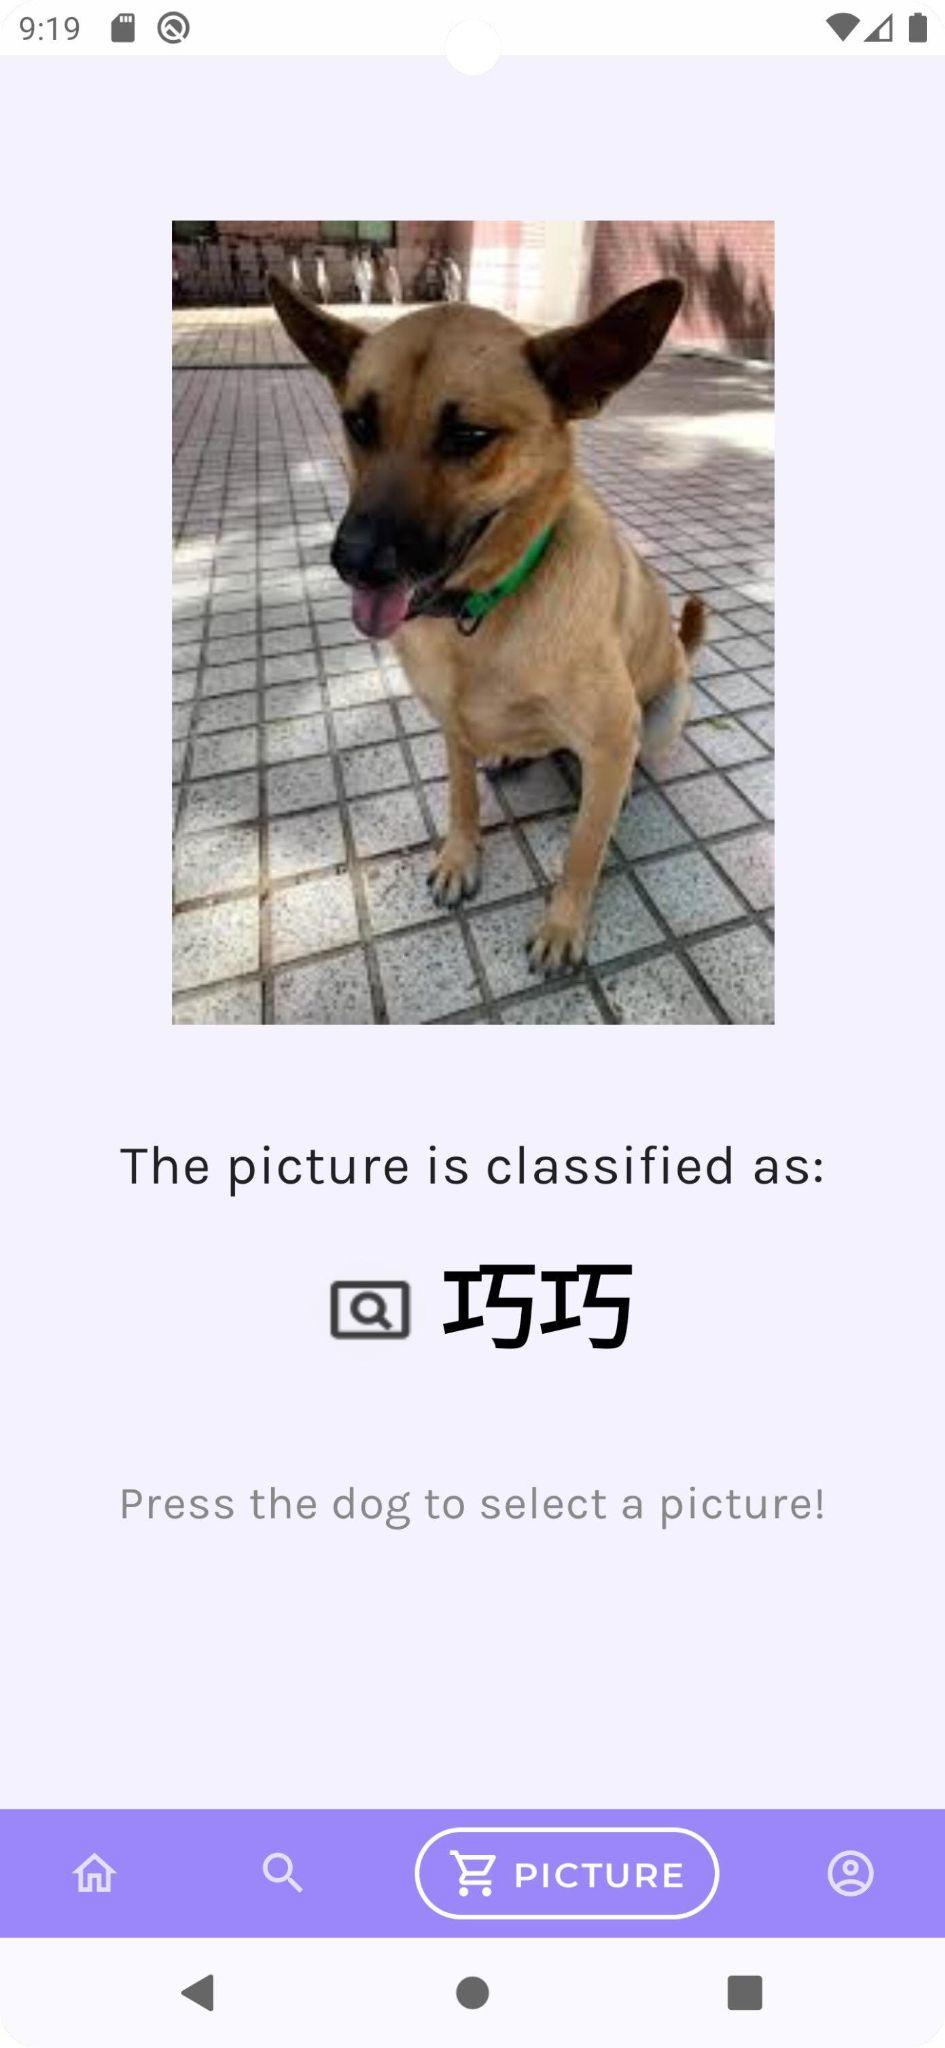 9:19
The picture is classified as:
巧巧
Press the dog to select a picture!
PICTURE